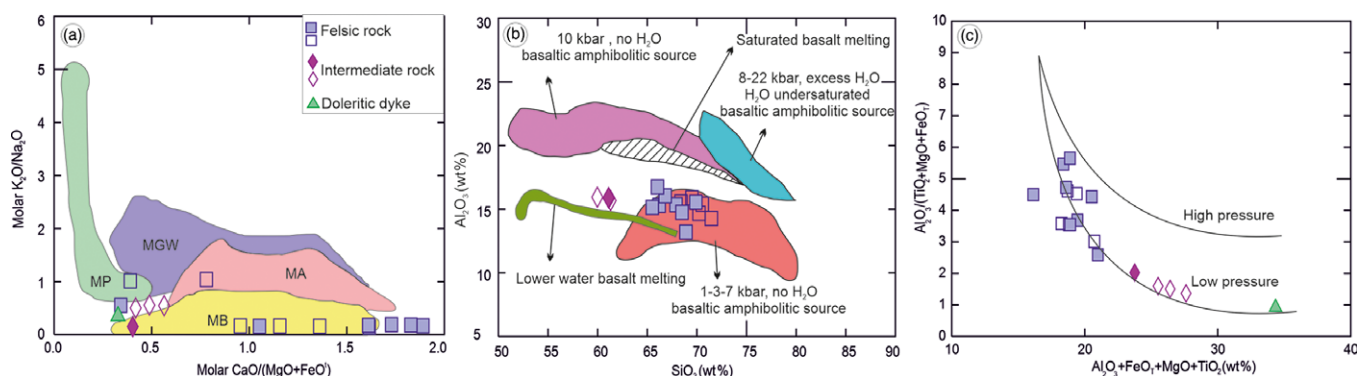 (a)
Felsic rock
Intermediate rock
Doleritic dyke
MGW
MP
MA
MB
Molar K₂O/Na₂O
6
5
4
3
2
1
0
0.0 0.5 1.0 1.5 2.0
Molar CaO/(MgO+FeOᵗ)
(b)
10 kbar , no H₂O
basaltic amphibolitic source
Saturated basalt melting
8-22 kbar, excess H₂O
H₂O undersaturated
basaltic amphibolitic source
Lower water basalt melting
1-3-7 kbar, no H₂O
basaltic amphibolitic source
Al₂O₃(wt%)
30
25
20
15
10
5
50 55 60 65 70 75 80 85 90
SiO₂(wt%)
(c)
High pressure
Low pressure
Al₂O₃/(TiO₂+MgO+FeOT)
10
9
8
7
6
5
4
3
2
1
0
10 20 30 40
Al₂O₃+FeOT+MgO+TiO₂(wt%)